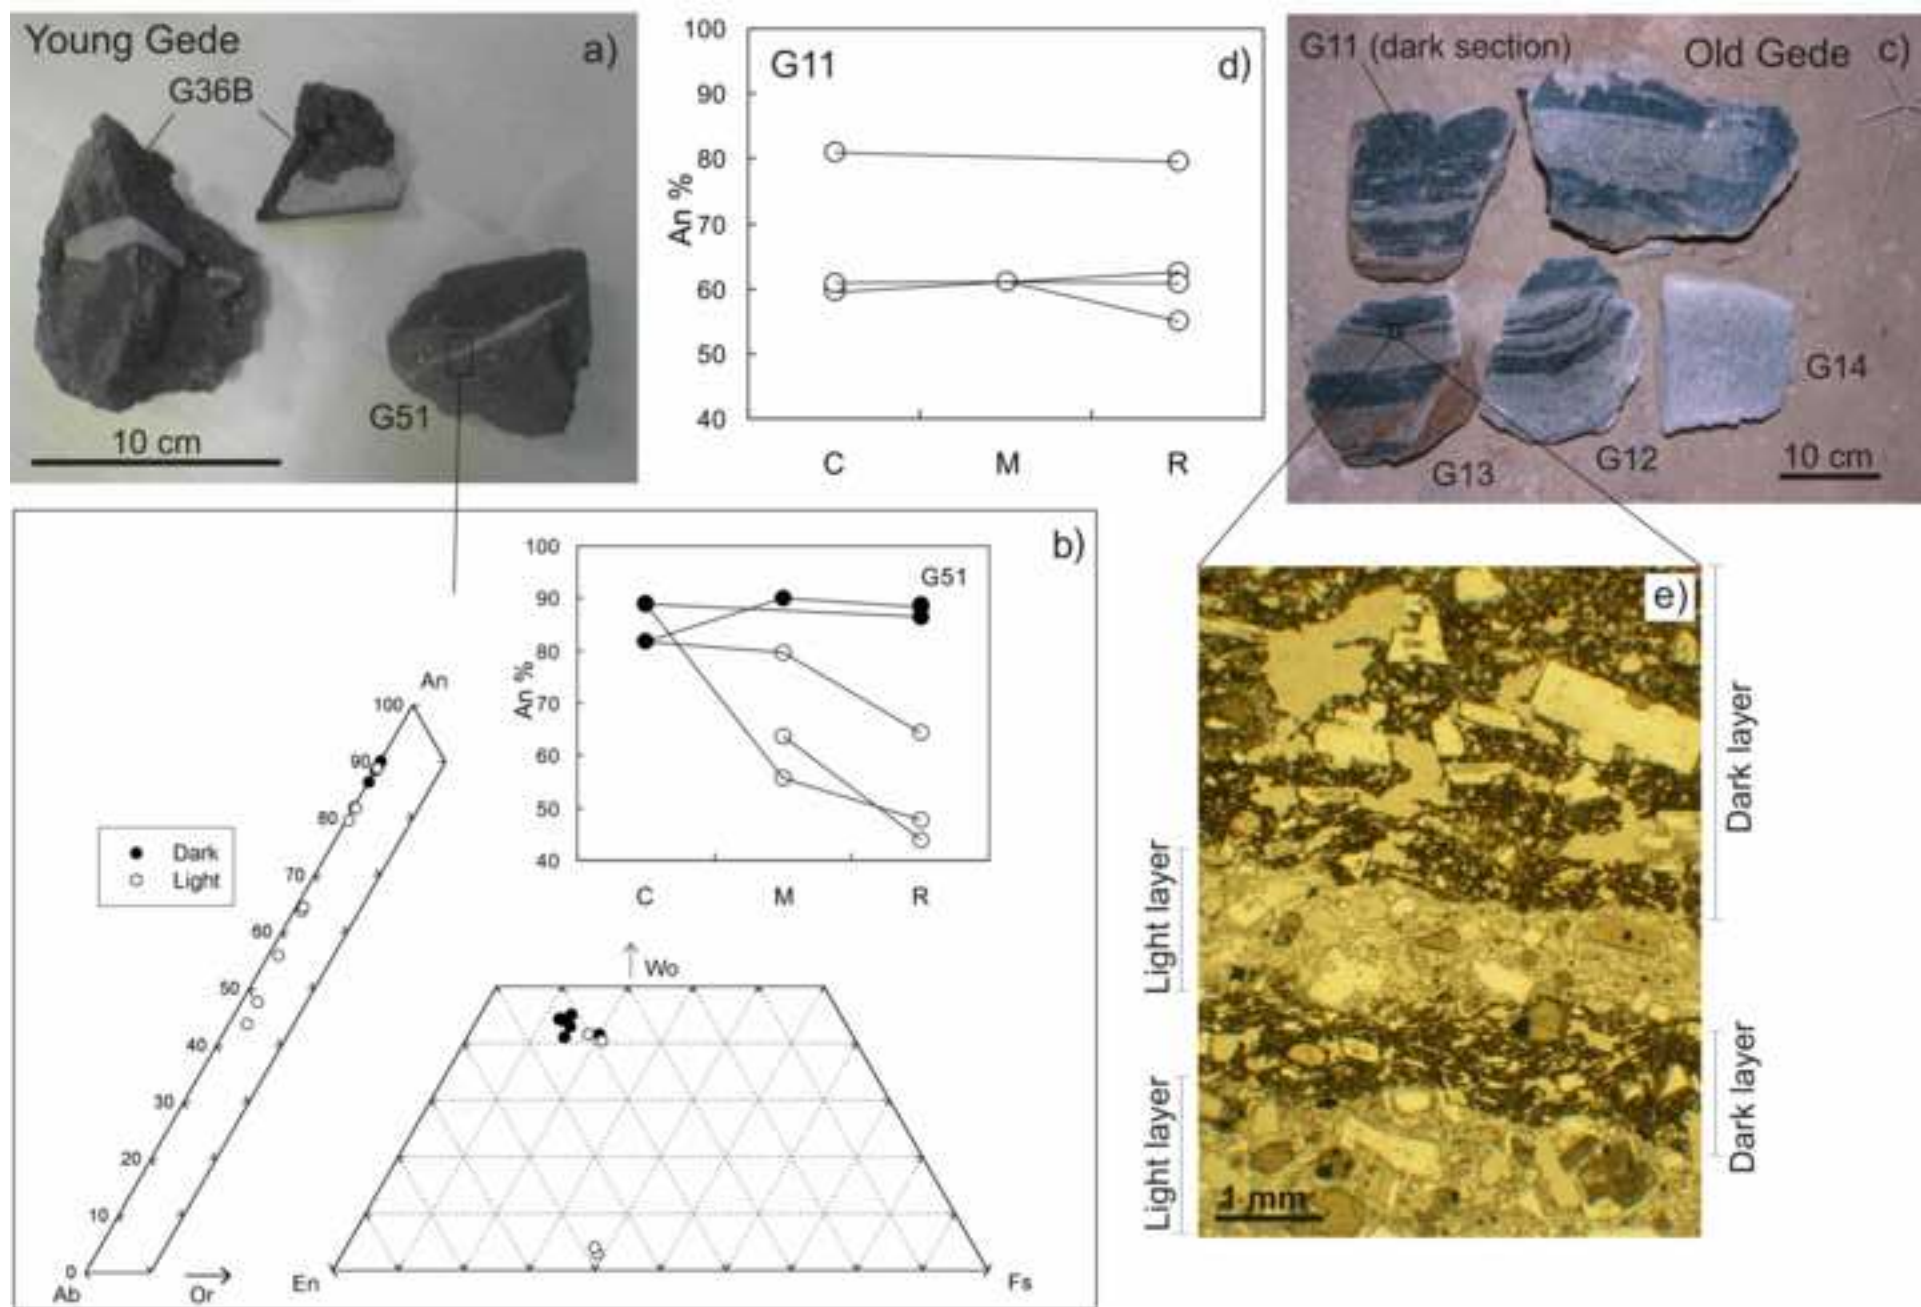 Young Gede
a)
G36B
G51
10 cm
G11
d)
An %
100
90
80
70
60
50
40
C M R
G11 (dark section)
Old Gede
c)
G14
G12
G13
10 cm
b)
G51
An %
100
90
80
70
60
50
40
C M R
An
100
90
80
70
60
50
40
30
20
10
0
Ab
Or
Dark
Light
Wo
En
Fs
e)
Dark layer
Light layer
Dark layer
Light layer
1 mm